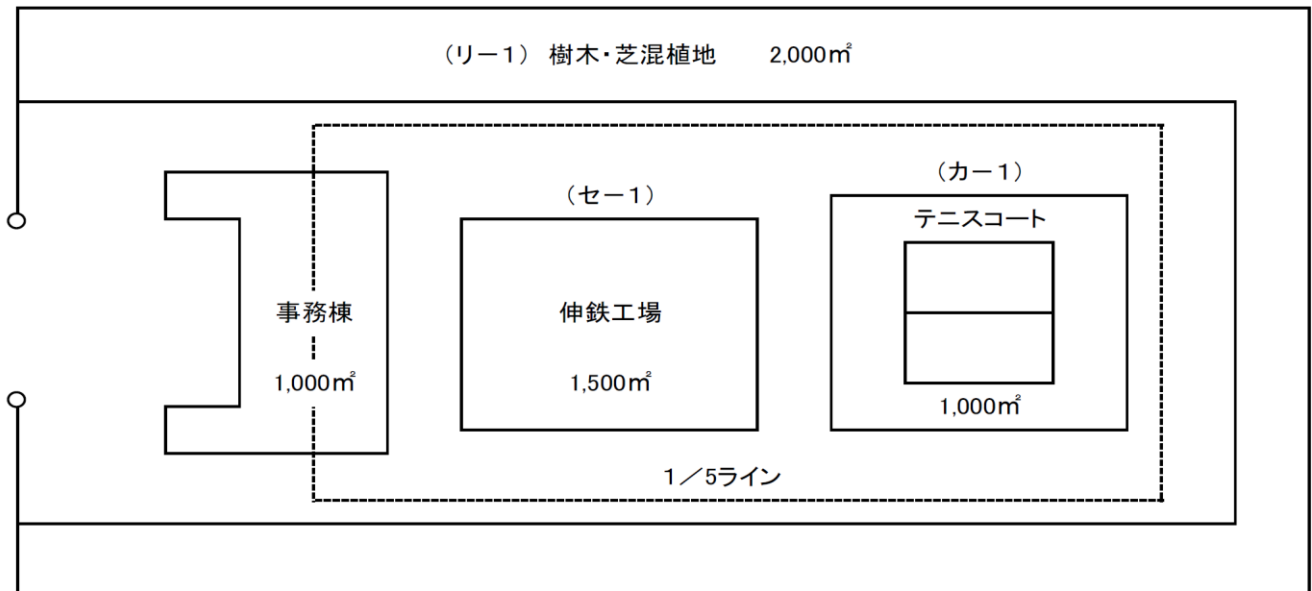 （リー１） 樹木・芝混植地　　2,000㎡
（カー１）
（セー１）
テニスコート
事務棟
伸鉄工場
1,000㎡
1,500㎡
1,000㎡
１／5ライン